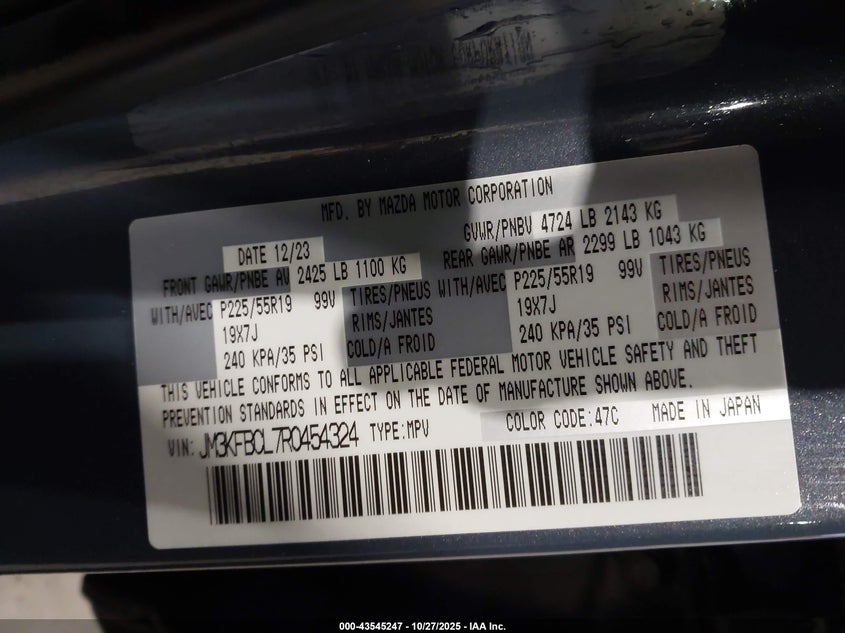 MFD. BY MAZDA MOTOR CORPORATION
DATE 12/23 GVWR/PNBV 4724 LB 2143 KG
FRONT GAWR/PNBE AV 2425 LB 1100 KG REAR GAWR/PNBE AR 2299 LB 1043 KG
WITH/AVEC P225/55R19 99V TIRES/PNEUS WITH/AVEC P225/55R19 99V TIRES/PNEUS
19X7J RIMS/JANTES 19X7J RIMS/JANTES
240 KPA/35 PSI COLD/A FROID 240 KPA/35 PSI COLD/A FROID
THIS VEHICLE CONFORMS TO ALL APPLICABLE FEDERAL MOTOR VEHICLE SAFETY AND THEFT
PREVENTION STANDARDS IN EFFECT ON THE DATE OF MANUFACTURE SHOWN ABOVE.
VIN: JM3KFBCL7R0454324 TYPE:MPV COLOR CODE:47C MADE IN JAPAN
000-43545247 - 10/27/2025 - IAA Inc.